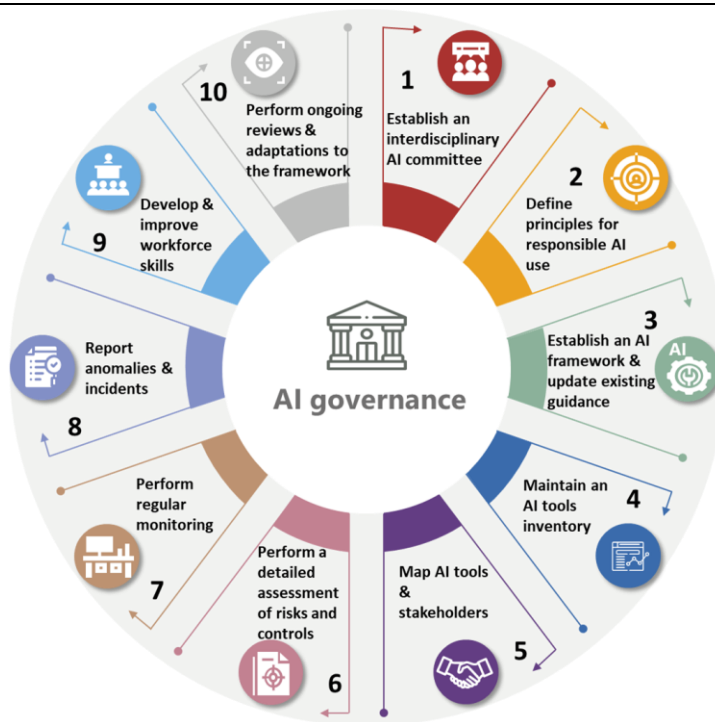 1
Establish an
interdisciplinary
AI committee
2
Define
principles for
responsible AI
use
3
AI
Establish an AI
framework &
update existing
guidance
4
Maintain an
AI tools
inventory
5
Map AI tools
&
stakeholders
6
Perform a
detailed
assessment
of risks and
controls
7
Perform
regular
monitoring
8
Report
anomalies &
incidents
9
Develop &
improve
workforce
skills
10
Perform ongoing
reviews &
adaptations to
the framework
AI governance